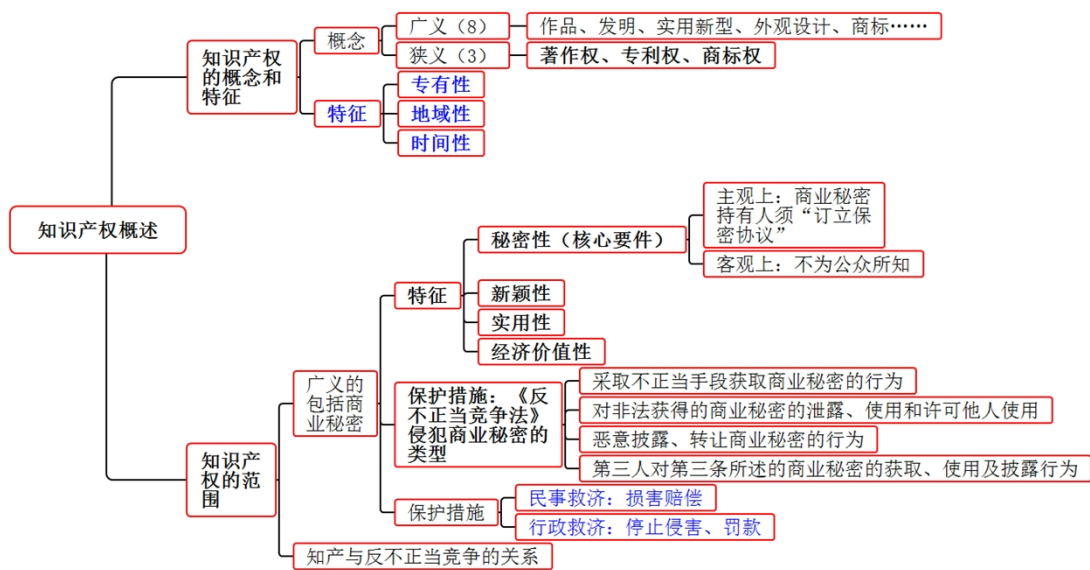 知识产权概述
知识产权
的概念和
特征
概念
广义（8）
作品、发明、实用新型、外观设计、商标……
狭义（3）
著作权、专利权、商标权
特征
专有性
地域性
时间性
知识产
权的范
围
广义的
包括商
业秘密
特征
秘密性（核心要件）
主观上：商业秘密
持有人须“订立保
密协议”
客观上：不为公众所知
新颖性
实用性
经济价值性
保护措施：《反
不正当竞争法》
侵犯商业秘密的
类型
采取不正当手段获取商业秘密的行为
对非法获得的商业秘密的泄露、使用和许可他人使用
恶意披露、转让商业秘密的行为
第三人对第三条所述的商业秘密的获取、使用及披露行为
保护措施
民事救济：损害赔偿
行政救济：停止侵害、罚款
知产与反不正当竞争的关系